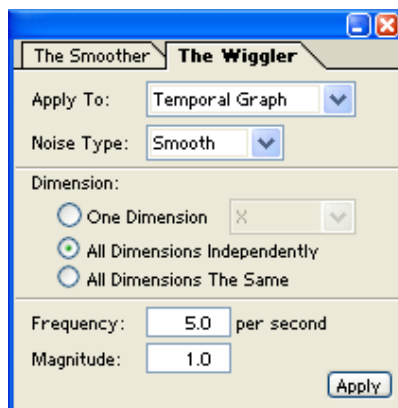 The Smoother The Wiggler
Apply To: Temporal Graph
Noise Type: Smooth
Dimension:
One Dimension X
All Dimensions Independently
All Dimensions The Same
Frequency: 5.0 per second
Magnitude: 1.0
Apply